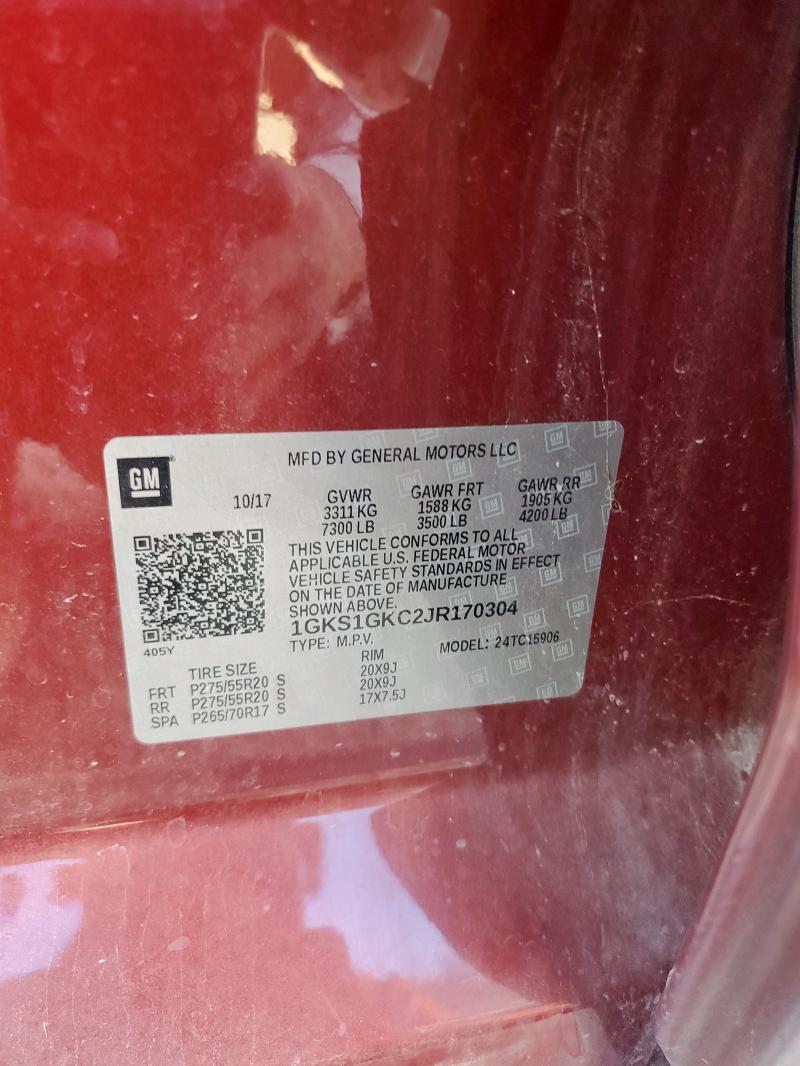 GM
MFD BY GENERAL MOTORS LLC
10/17
GVWR
3311 KG
7300 LB
GAWR FRT
1588 KG
3500 LB
GAWR RR
1905 KG
4200 LB
THIS VEHICLE CONFORMS TO ALL
APPLICABLE U.S. FEDERAL MOTOR
VEHICLE SAFETY STANDARDS IN EFFECT
ON THE DATE OF MANUFACTURE
SHOWN ABOVE.
1GKS1GKC2JR170304
TYPE: M.P.V.
MODEL: 24TC15906
405Y
TIRE SIZE
RIM
FRT P275/55R20 S 20X9J
RR P275/55R20 S 20X9J
SPA P265/70R17 S 17X7.5J